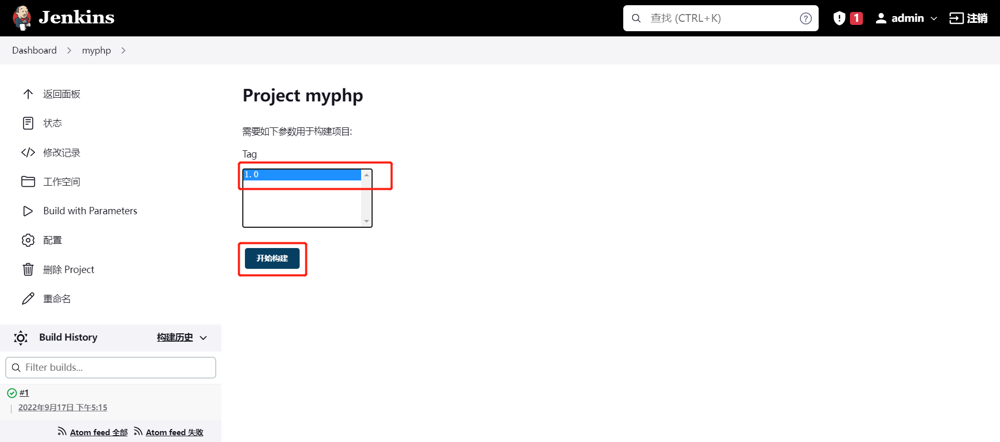 Jenkins
查找 (CTRL+K)
1
admin
注销
Dashboard
myphp
返回面板
状态
修改记录
工作空间
Build with Parameters
配置
删除 Project
重命名
Project myphp
需要如下参数用于构建项目:
Tag
1.0
开始构建
Build History
构建历史
Filter builds...
#1
2022年9月17日 下午5:15
Atom feed 全部
Atom feed 失败